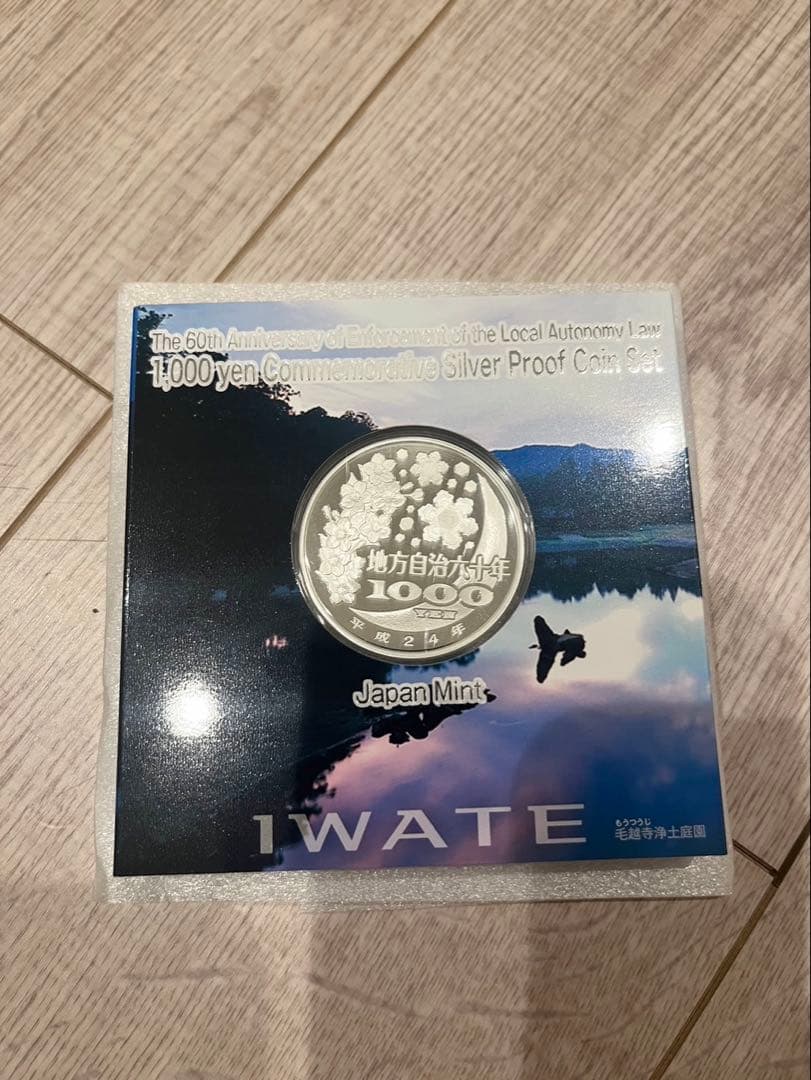 The 60th Anniversary of Enforcement of the Local Autonomy Law
1,000 yen Commemorative Silver Proof Coin Set
地方自治六十年
1000
YEN
平成24年
Japan Mint
IWATE
もうつうじ
毛越寺浄土庭園